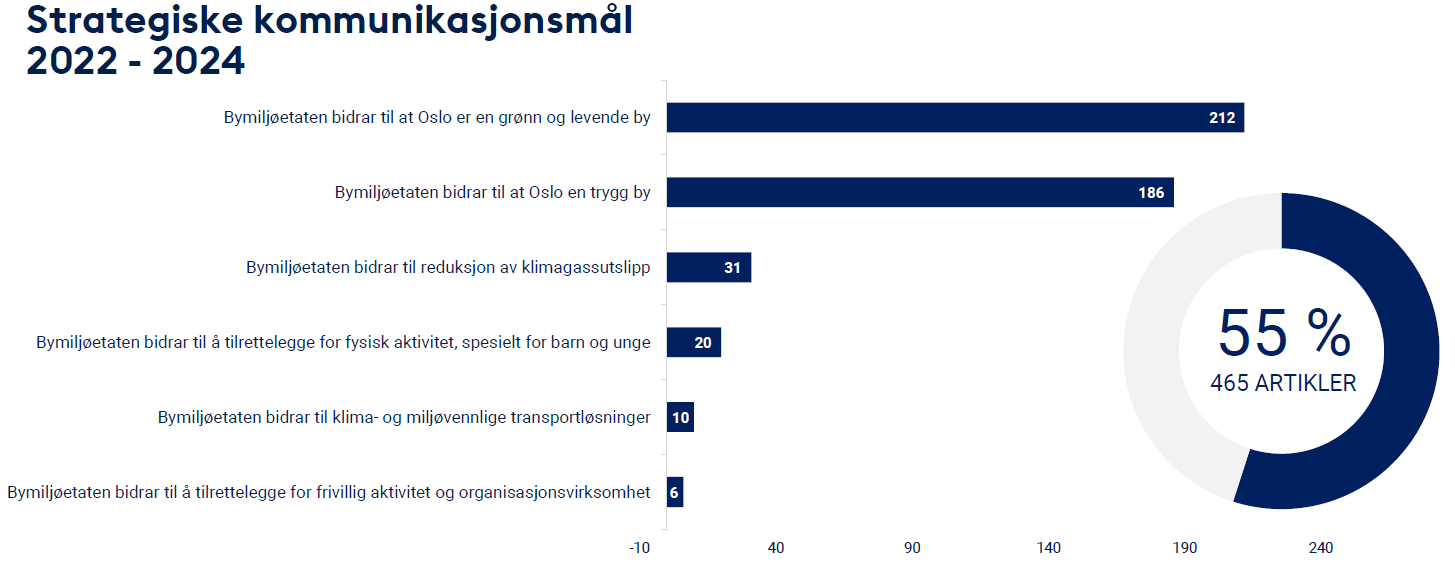 Strategiske kommunikasjonsmål
2022 - 2024
Bymiljøetaten bidrar til at Oslo er en grønn og levende by
212
Bymiljøetaten bidrar til at Oslo en trygg by
186
Bymiljøetaten bidrar til reduksjon av klimagassutslipp
31
Bymiljøetaten bidrar til å tilrettelegge for fysisk aktivitet, spesielt for barn og unge
20
Bymiljøetaten bidrar til klima- og miljøvennlige transportløsninger
10
Bymiljøetaten bidrar til å tilrettelegge for frivillig aktivitet og organisasjonsvirksomhet
6
-10 40 90 140 190 240
55 %
465 ARTIKLER